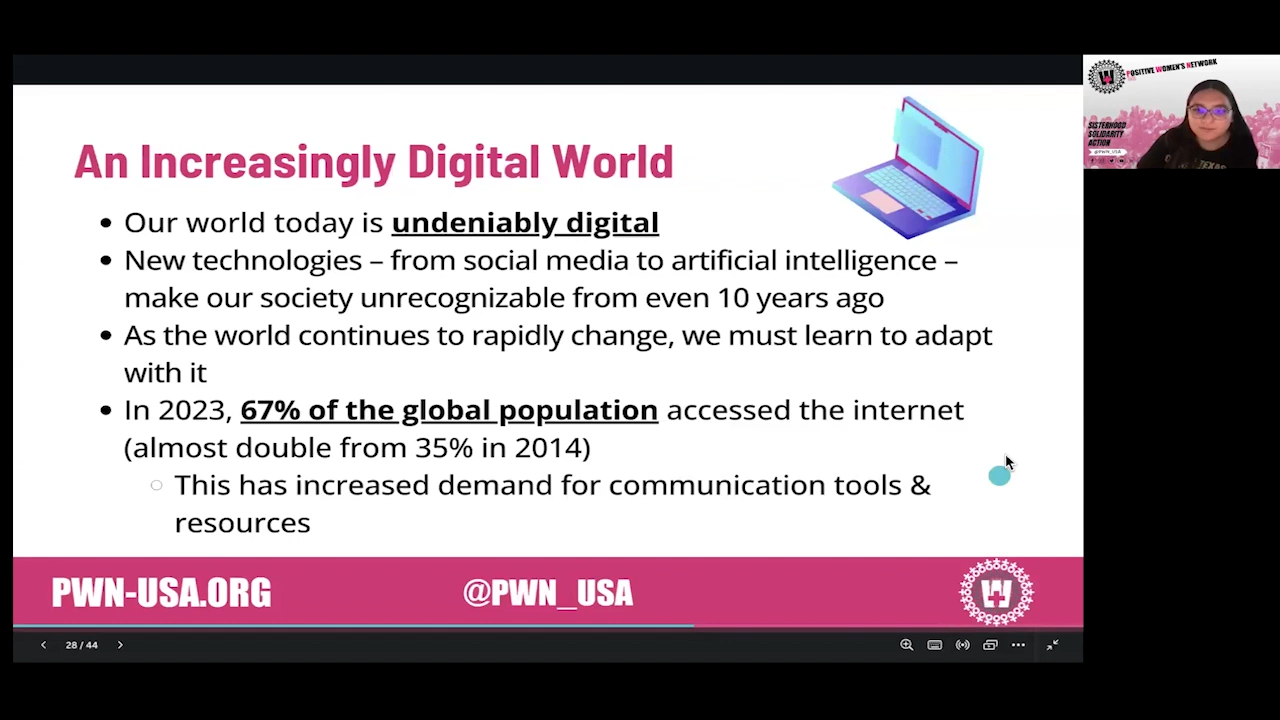 An Increasingly Digital World
• Our world today is undeniably digital
• New technologies – from social media to artificial intelligence –
make our society unrecognizable from even 10 years ago
• As the world continues to rapidly change, we must learn to adapt
with it
• In 2023, 67% of the global population accessed the internet
(almost double from 35% in 2014)
○ This has increased demand for communication tools &
resources
PWN-USA.ORG
@PWN_USA
W
28 / 44
POSITIVE WOMEN'S NETWORK
SISTERHOOD
SOLIDARITY
ACTION
@PWN_USA
TEXAS